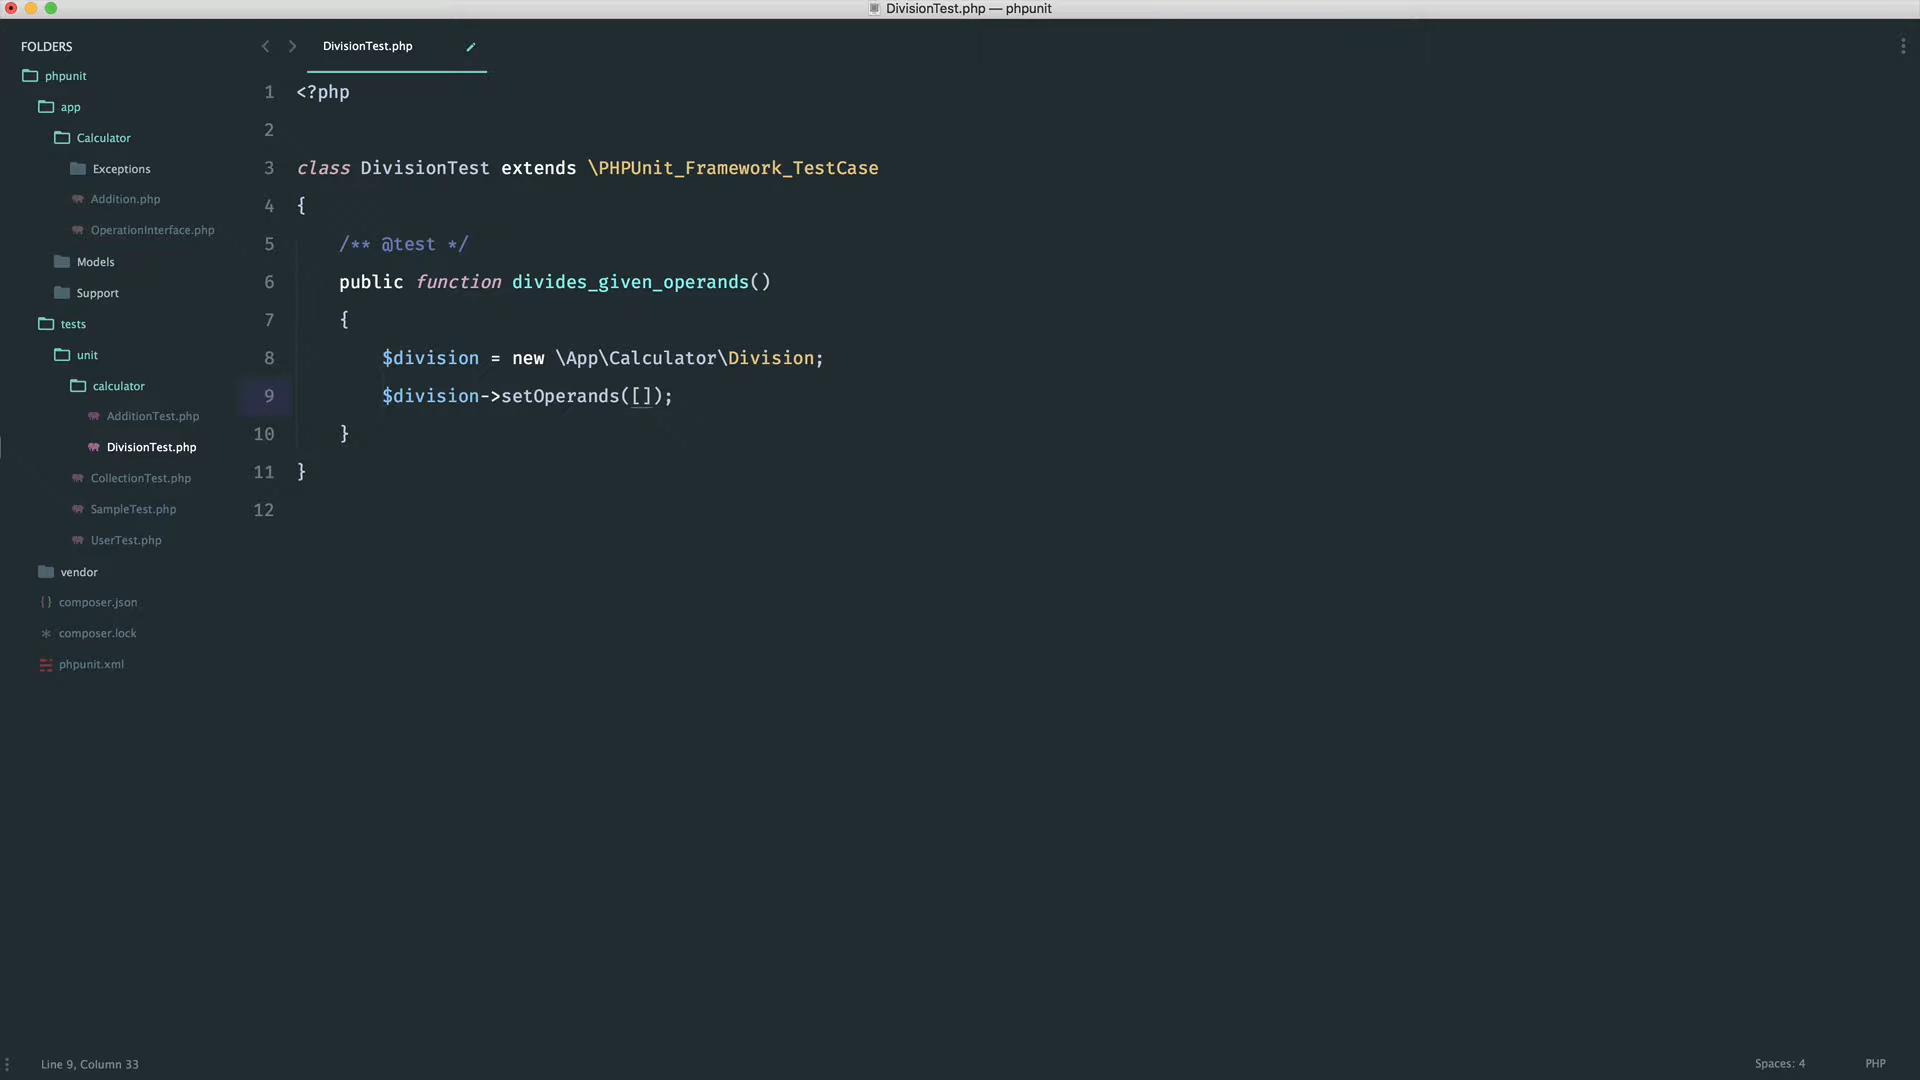 DivisionTest.php — phpunit
FOLDERS
phpunit
app
Calculator
Exceptions
Addition.php
OperationInterface.php
Models
Support
tests
unit
calculator
AdditionTest.php
DivisionTest.php
CollectionTest.php
SampleTest.php
UserTest.php
vendor
{} composer.json
* composer.lock
phpunit.xml
DivisionTest.php
1 <?php
2
3 class DivisionTest extends \PHPUnit_Framework_TestCase
4 {
5 /** @test */
6 public function divides_given_operands()
7 {
8 $division = new \App\Calculator\Division;
9 $division->setOperands([]);
10 }
11 }
12
Line 9, Column 33
Spaces: 4
PHP